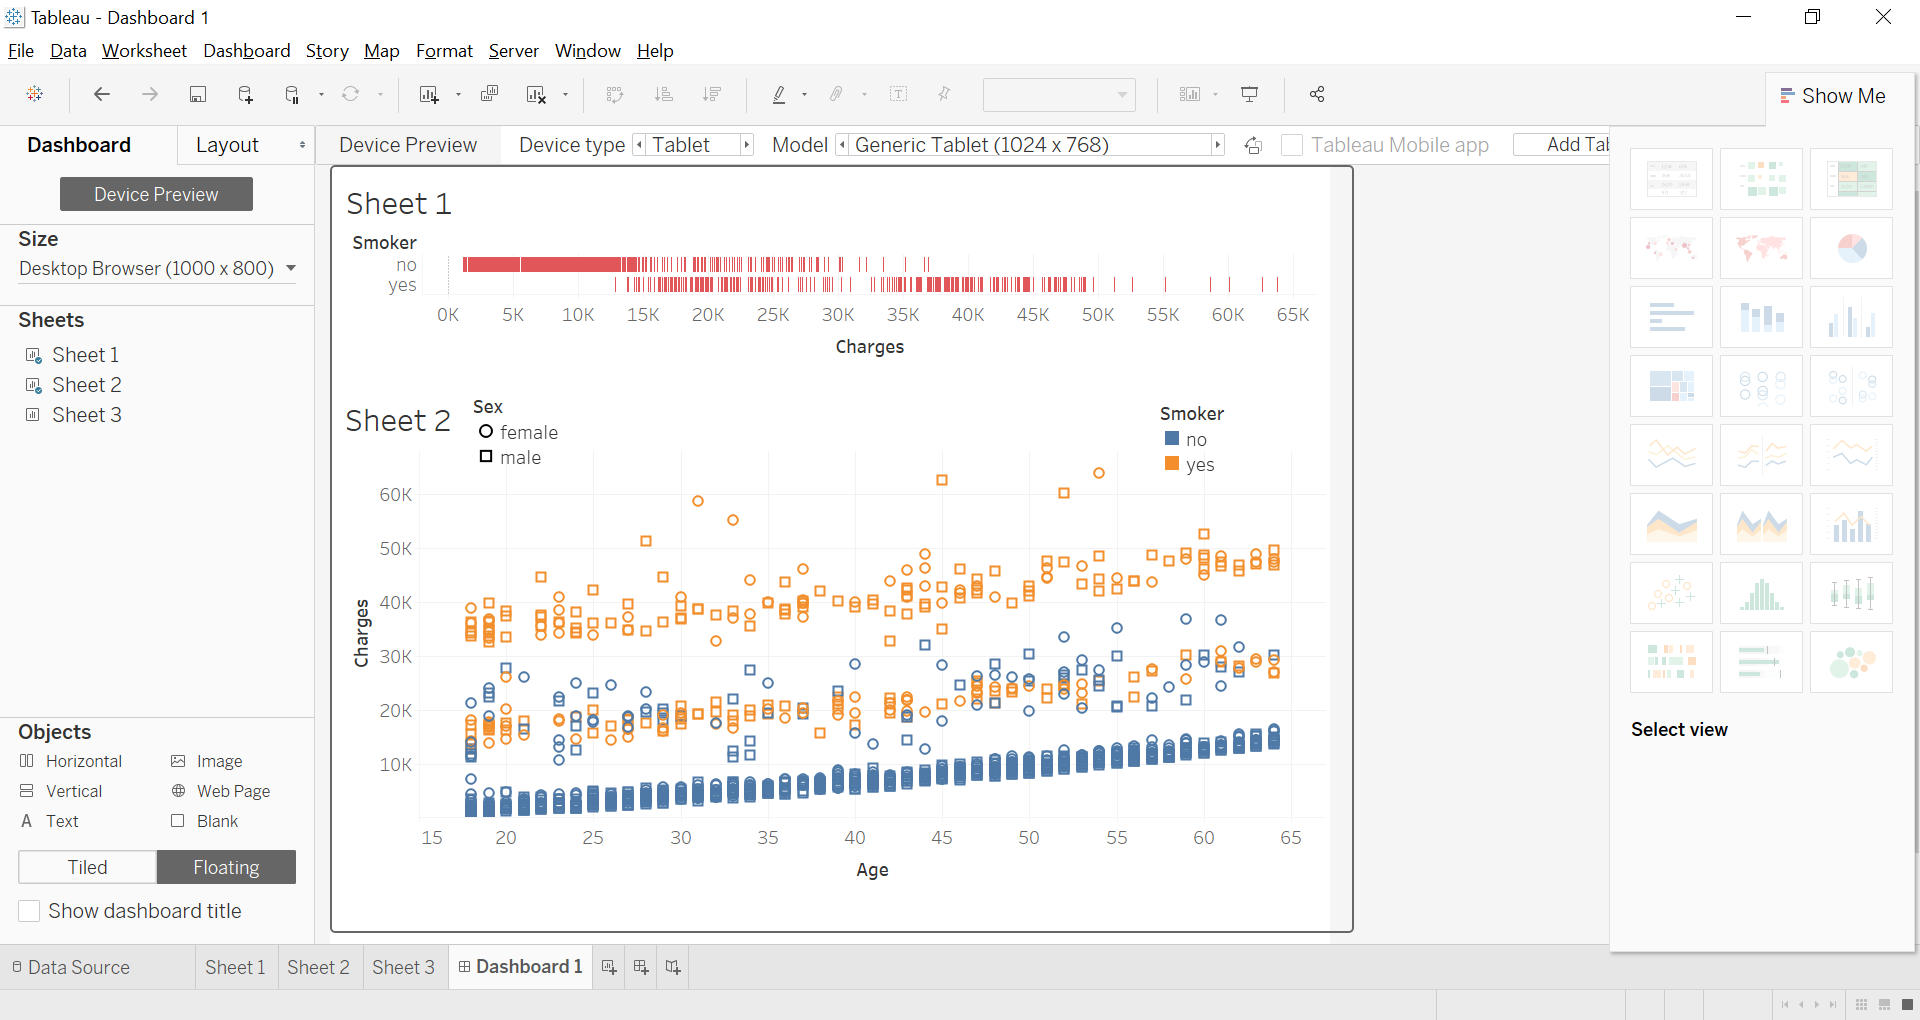 Tableau - Dashboard 1
File Data Worksheet Dashboard Story Map Format Server Window Help
Show Me
Dashboard Layout
Device Preview Device type Tablet Model Generic Tablet (1024 x 768) Tableau Mobile app Add Tab
Device Preview
Size
Desktop Browser (1000 x 800)
Sheets
Sheet 1
Sheet 2
Sheet 3
Objects
Horizontal Image
Vertical Web Page
A Text Blank
Tiled Floating
Show dashboard title
Sheet 1
Smoker
no
yes
0K 5K 10K 15K 20K 25K 30K 35K 40K 45K 50K 55K 60K 65K
Charges
Sheet 2
Sex
female
male
Smoker
no
yes
60K
50K
40K
30K
20K
10K
Charges
15 20 25 30 35 40 45 50 55 60 65
Age
Select view
Data Source Sheet 1 Sheet 2 Sheet 3 Dashboard 1